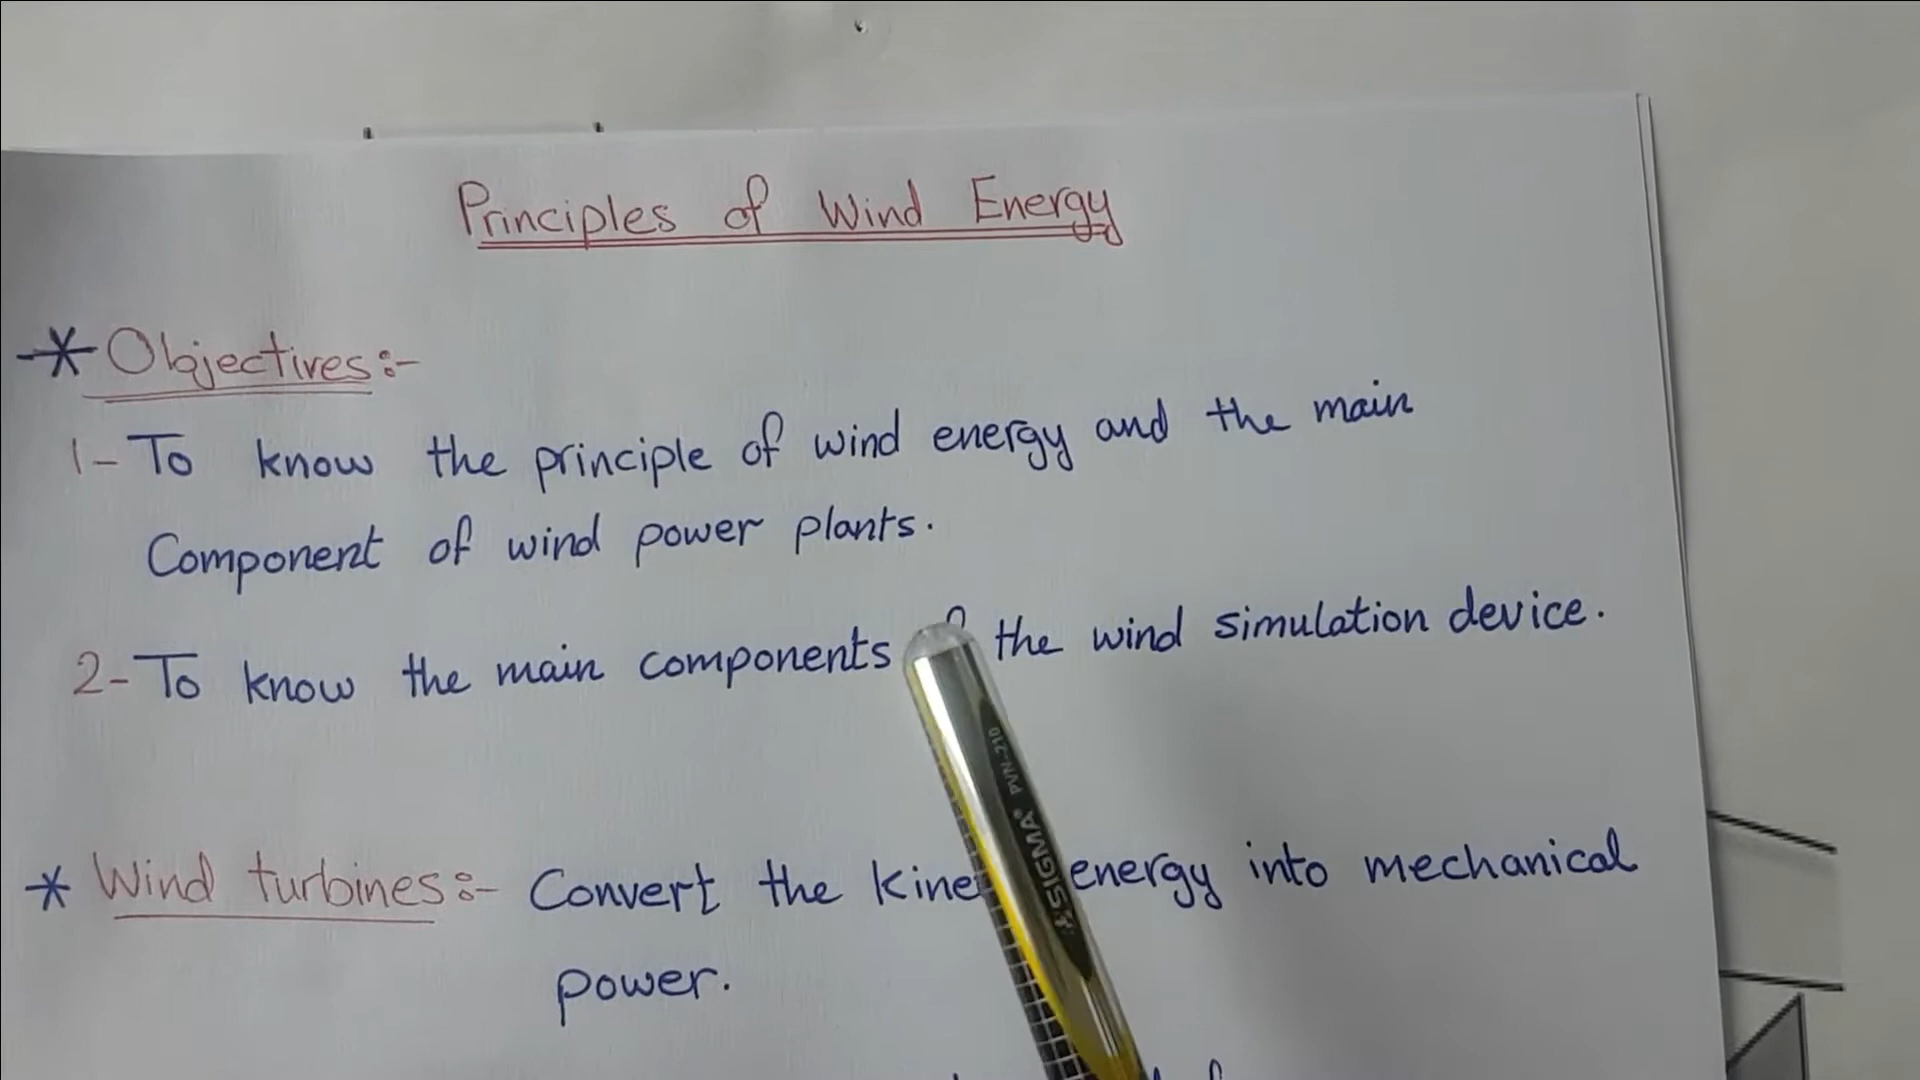 Principles of Wind Energy
* Objectives:-
1- To know the principle of wind energy and the main
Component of wind power plants.
2- To know the main components the wind simulation device.
* Wind turbines:- Convert the energy into mechanical
power.
SIGMA PVN-210